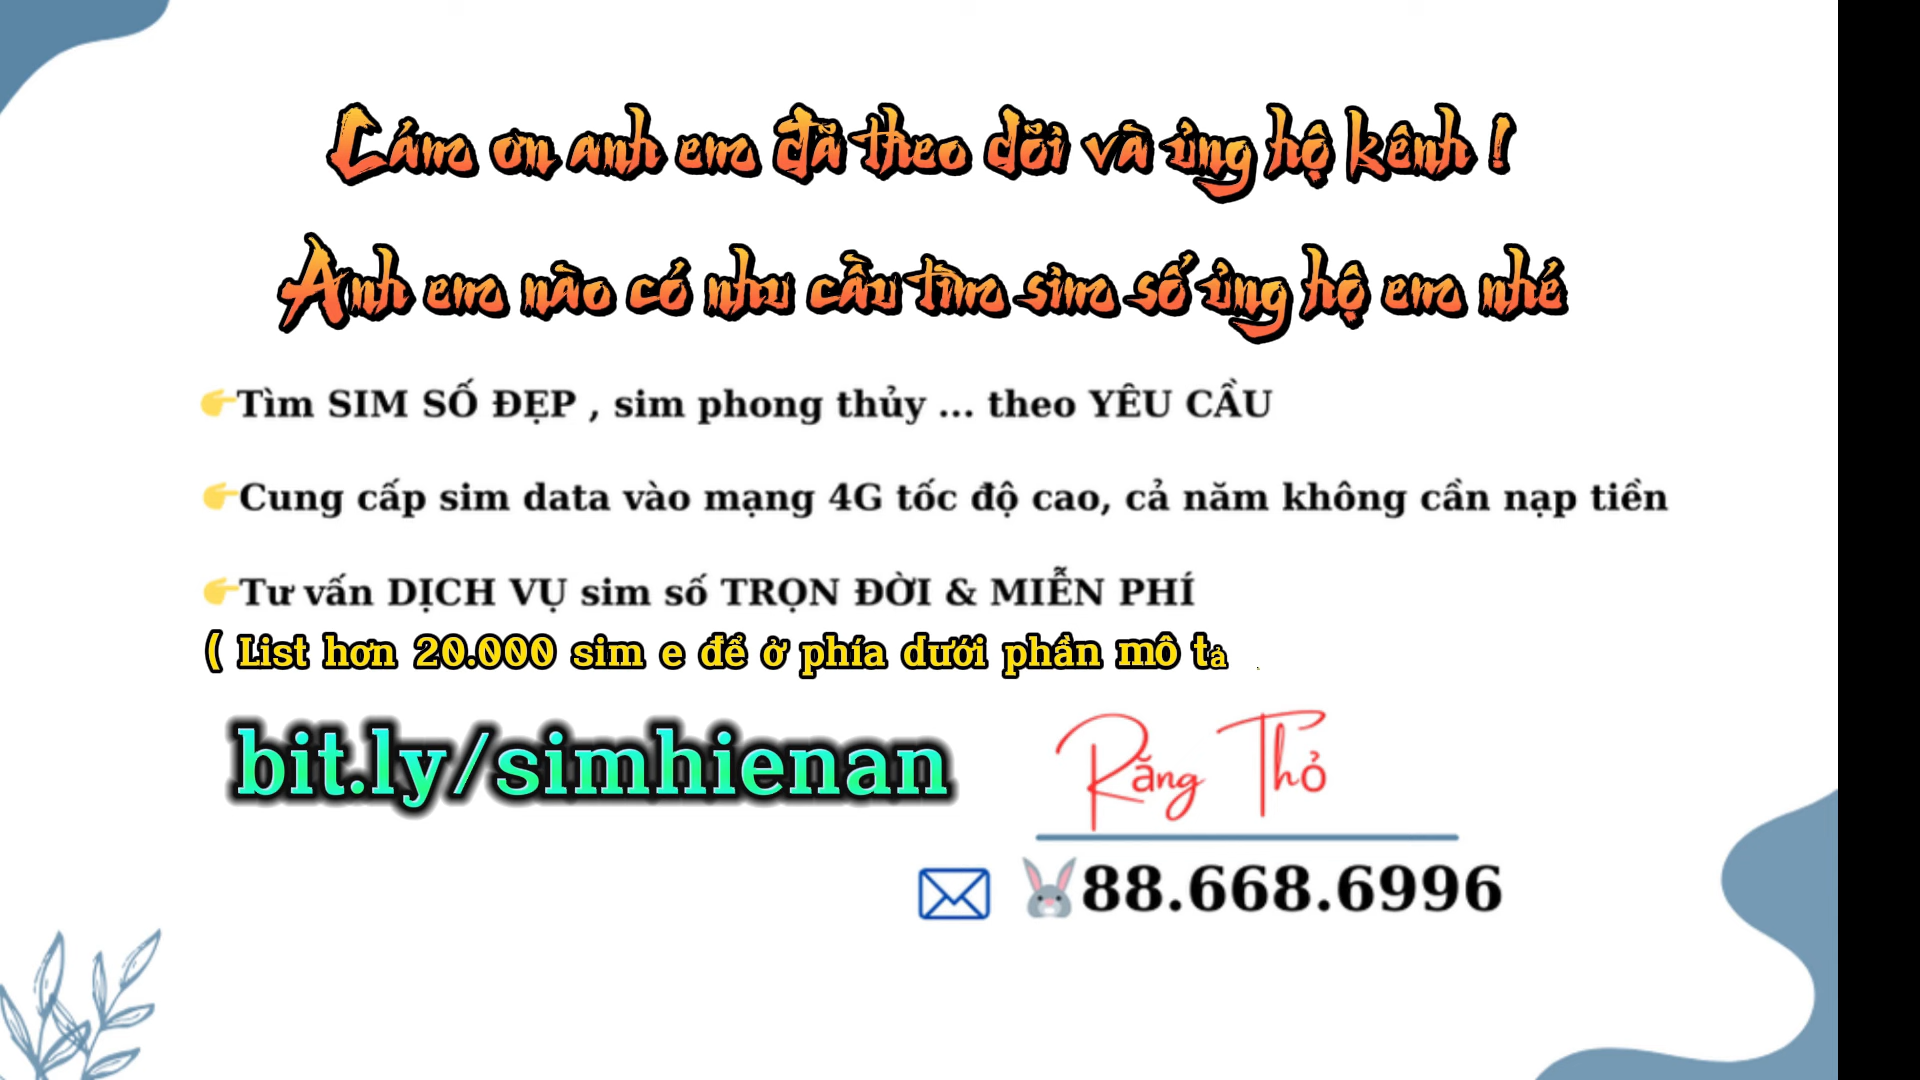 Cám ơn anh em đã theo dõi và ủng hộ kênh !
Anh em nào có nhu cầu tìm sim số ủng hộ em nhé
👉Tìm SIM SỐ ĐẸP , sim phong thủy ... theo YÊU CẦU
👉Cung cấp sim data vào mạng 4G tốc độ cao, cả năm không cần nạp tiền
👉Tư vấn DỊCH VỤ sim số TRỌN ĐỜI & MIỄN PHÍ
( List hơn 20.000 sim e để ở phía dưới phần mô tả
bit.ly/simhienan
Răng Thỏ
88.668.6996